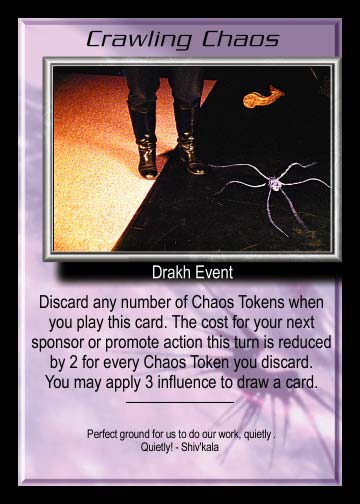 Crawling Chaos
Drakh Event
Discard any number of Chaos Tokens when
you play this card. The cost for your next
sponsor or promote action this turn is reduced
by 2 for every Chaos Token you discard.
You may apply 3 influence to draw a card.
Perfect ground for us to do our work, quietly .
Quietly! - Shiv'kala